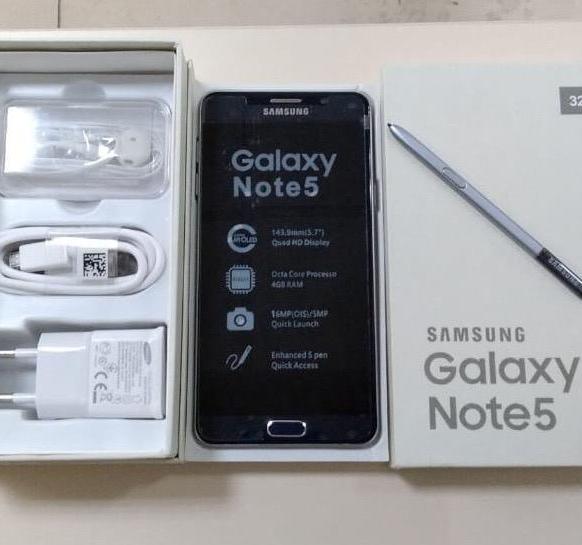 SAMSUNG
Galaxy
Note5
143.9mm(5.7")
Quad HD Display
Octa Core Processo
4GB RAM
16MP(OIS)/5MP
Quick Launch
Enhanced S pen
Quick Access
32
SAMSUNG
SAMSUNG
Galaxy
Note5